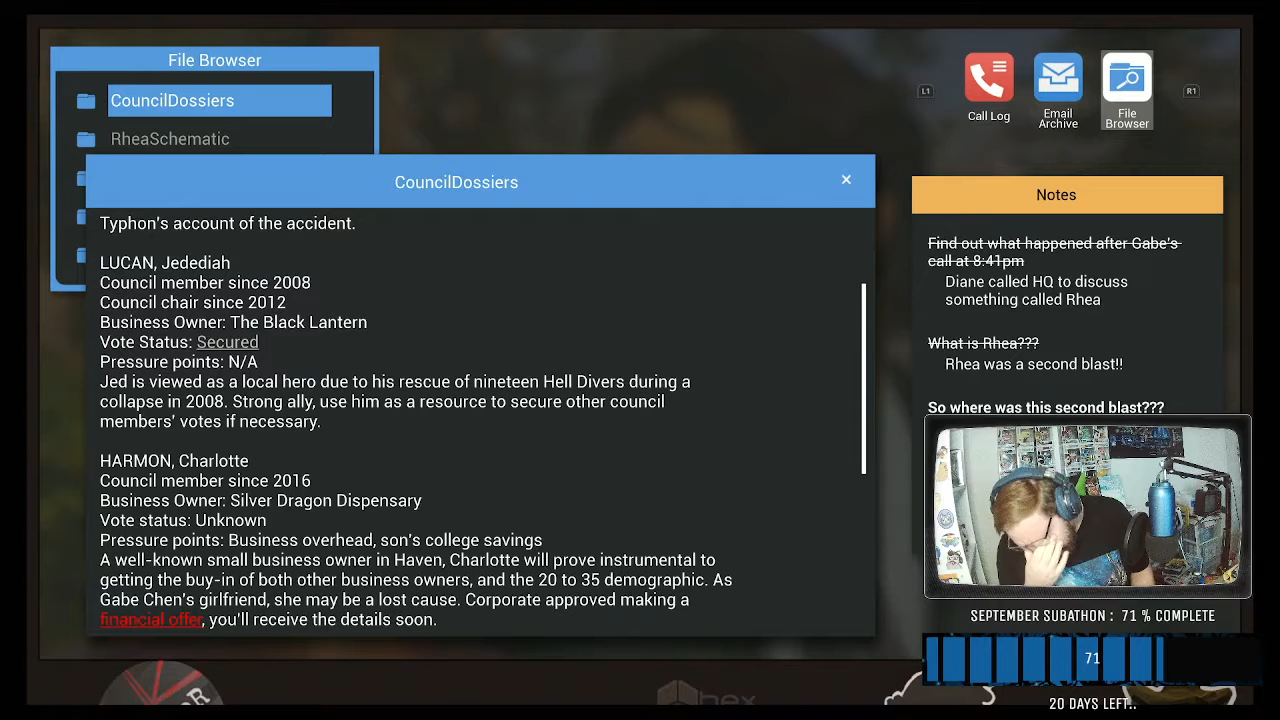 File Browser
CouncilDossiers
RheaSchematic
L1
Call Log
Email
Archive
File
Browser
R1
CouncilDossiers
×
Typhon's account of the accident.
LUCAN, Jedediah
Council member since 2008
Council chair since 2012
Business Owner: The Black Lantern
Vote Status: Secured
Pressure points: N/A
Jed is viewed as a local hero due to his rescue of nineteen Hell Divers during a
collapse in 2008. Strong ally, use him as a resource to secure other council
members' votes if necessary.
HARMON, Charlotte
Council member since 2016
Business Owner: Silver Dragon Dispensary
Vote status: Unknown
Pressure points: Business overhead, son's college savings
A well-known small business owner in Haven, Charlotte will prove instrumental to
getting the buy-in of both other business owners, and the 20 to 35 demographic. As
Gabe Chen's girlfriend, she may be a lost cause. Corporate approved making a
financial offer, you'll receive the details soon.
Notes
Find out what happened after Gabe's
call at 8:41pm
Diane called HQ to discuss
something called Rhea
What is Rhea???
Rhea was a second blast!!
So where was this second blast???
SEPTEMBER SUBATHON : 71 % COMPLETE
71
20 DAYS LEFT..
hex